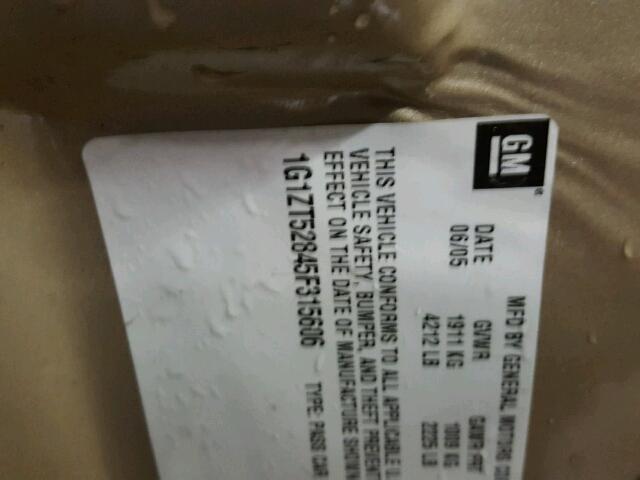 GM
MFD BY GENERAL MOTORS
DATE GVWR GAWR FRT
06/05 1911 KG 1009 KG
4212 LB 2225 LB
THIS VEHICLE CONFORMS TO ALL APPLICABLE U.
VEHICLE SAFETY, BUMPER, AND THEFT PREVENT
EFFECT ON THE DATE OF MANUFACTURE SHOWN
1G1ZT52845F315606 TYPE: PASS CAR